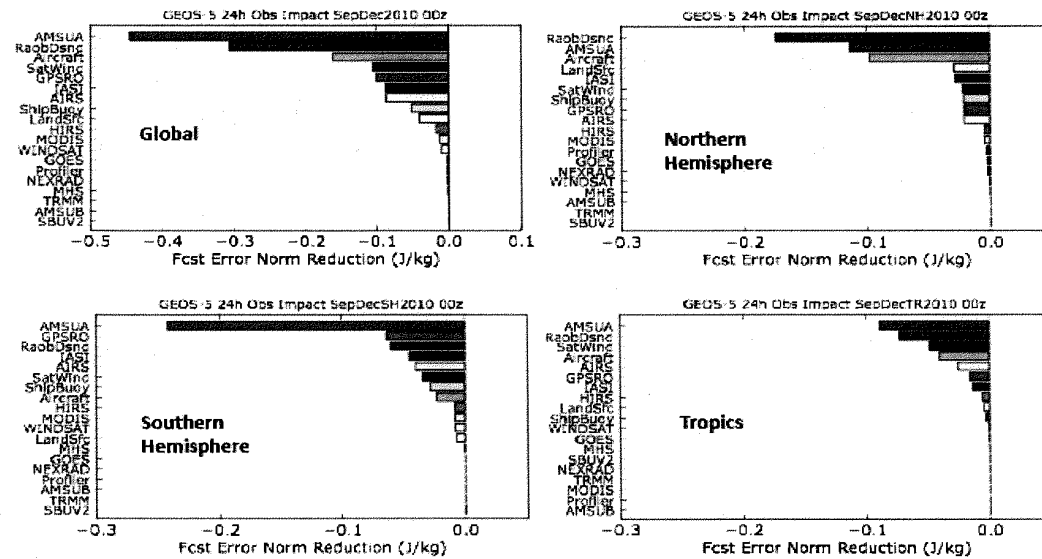 GEOS-5 24h Obs Impact SepDec2010 00z
AMSUA
RaobDsnd
Aircraft
SatWind
GPSRO
IASI
AIRS
ShipBuoy
LandSfc
HIRS
MODIS
WINDSAT
GOES
Profiler
NEXRAD
MHS
TRMM
AMSUB
SBUV2
Global
−0.5 −0.4 −0.3 −0.2 −0.1 0.0 0.1
Fcst Error Norm Reduction (J/kg)
GEOS-5 24h Obs Impact SepDecNH2010 00z
RaobDsnd
AMSUA
Aircraft
LandSfc
IASI
SatWind
ShipBuoy
GPSRO
AIRS
HIRS
MODIS
Profiler
GOES
NEXRAD
WINDSAT
MHS
AMSUB
TRMM
SBUV2
Northern
Hemisphere
−0.3 −0.2 −0.1 0.0
Fcst Error Norm Reduction (J/kg)
GEOS-5 24h Obs Impact SepDecSH2010 00z
AMSUA
GPSRO
RaobDsnd
IASI
AIRS
SatWind
ShipBuoy
Aircraft
HIRS
MODIS
WINDSAT
LandSfc
MHS
GOES
NEXRAD
Profiler
AMSUB
TRMM
SBUV2
Southern
Hemisphere
−0.3 −0.2 −0.1 0.0
Fcst Error Norm Reduction (J/kg)
GEOS-5 24h Obs Impact SepDecTR2010 00z
AMSUA
RaobDsnd
SatWind
Aircraft
AIRS
GPSRO
IASI
HIRS
LandSfc
ShipBuoy
WINDSAT
GOES
MHS
SBUV2
NEXRAD
TRMM
MODIS
Profiler
AMSUB
Tropics
−0.3 −0.2 −0.1 0.0
Fcst Error Norm Reduction (J/kg)